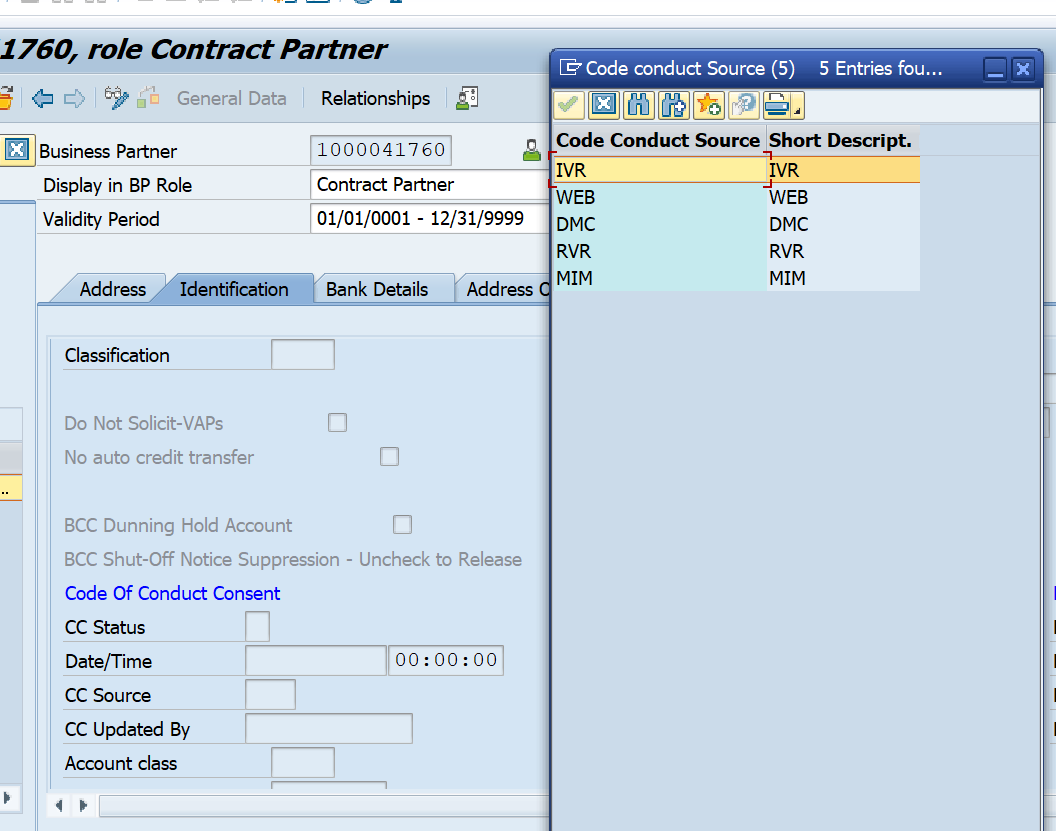 1760, role Contract Partner
General Data
Relationships
Business Partner
1000041760
Display in BP Role
Contract Partner
Validity Period
01/01/0001 - 12/31/9999
Address
Identification
Bank Details
Address O
Classification
Do Not Solicit-VAPs
No auto credit transfer
BCC Dunning Hold Account
BCC Shut-Off Notice Suppression - Uncheck to Release
Code Of Conduct Consent
CC Status
Date/Time
00:00:00
CC Source
CC Updated By
Account class
..
Code conduct Source (5) 5 Entries fou...
Code Conduct Source Short Descript.
IVR IVR
WEB WEB
DMC DMC
RVR RVR
MIM MIM